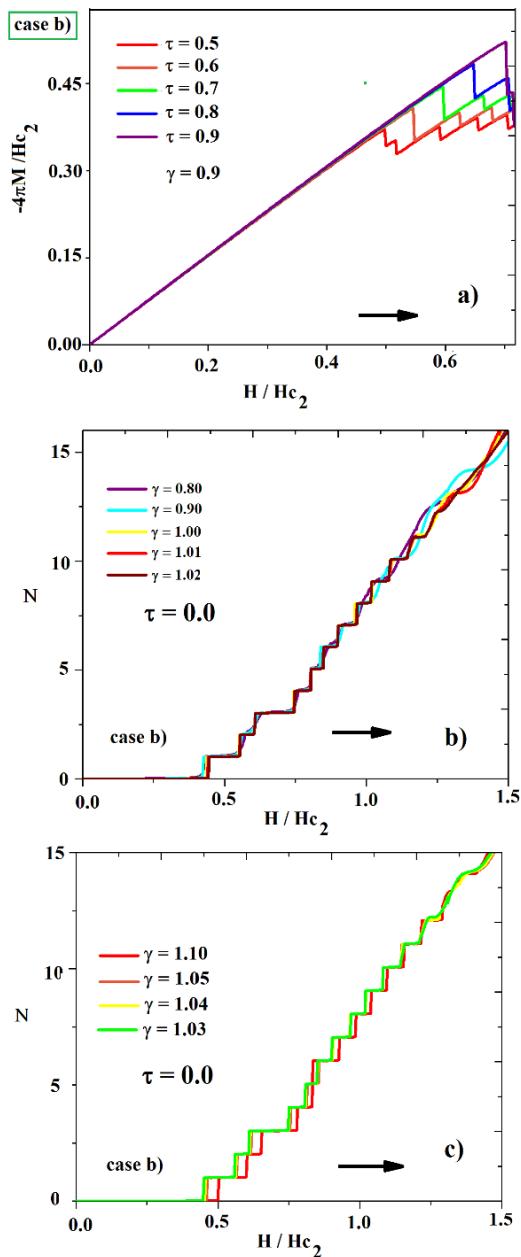 case b)
τ = 0.5
τ = 0.6
τ = 0.7
τ = 0.8
τ = 0.9
γ = 0.9
0.45
0.30
0.15
0.00
-4πM /Hc2
a)
0.0 0.2 0.4 0.6
H / Hc2
15
10
5
0
N
γ = 0.80
γ = 0.90
γ = 1.00
γ = 1.01
γ = 1.02
τ = 0.0
case b)
b)
0.0 0.5 1.0 1.5
H / Hc2
15
10
5
0
N
γ = 1.10
γ = 1.05
γ = 1.04
γ = 1.03
τ = 0.0
case b)
c)
0.0 0.5 1.0 1.5
H / Hc2